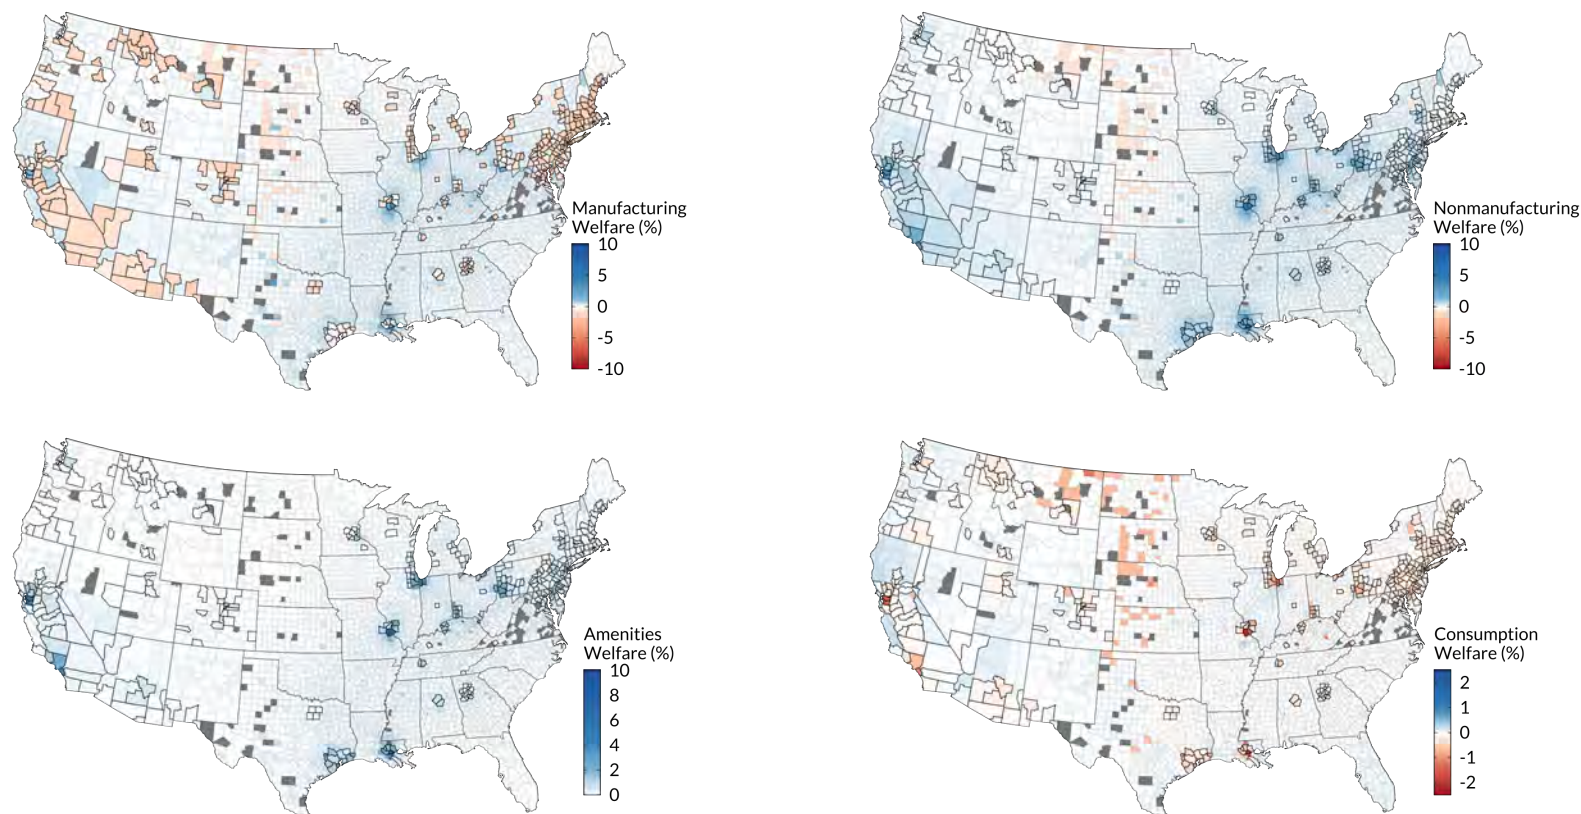 Manufacturing
Welfare (%)
10
5
0
-5
-10
Nonmanufacturing
Welfare (%)
10
5
0
-5
-10
Amenities
Welfare (%)
10
8
6
4
2
0
Consumption
Welfare (%)
2
1
0
-1
-2